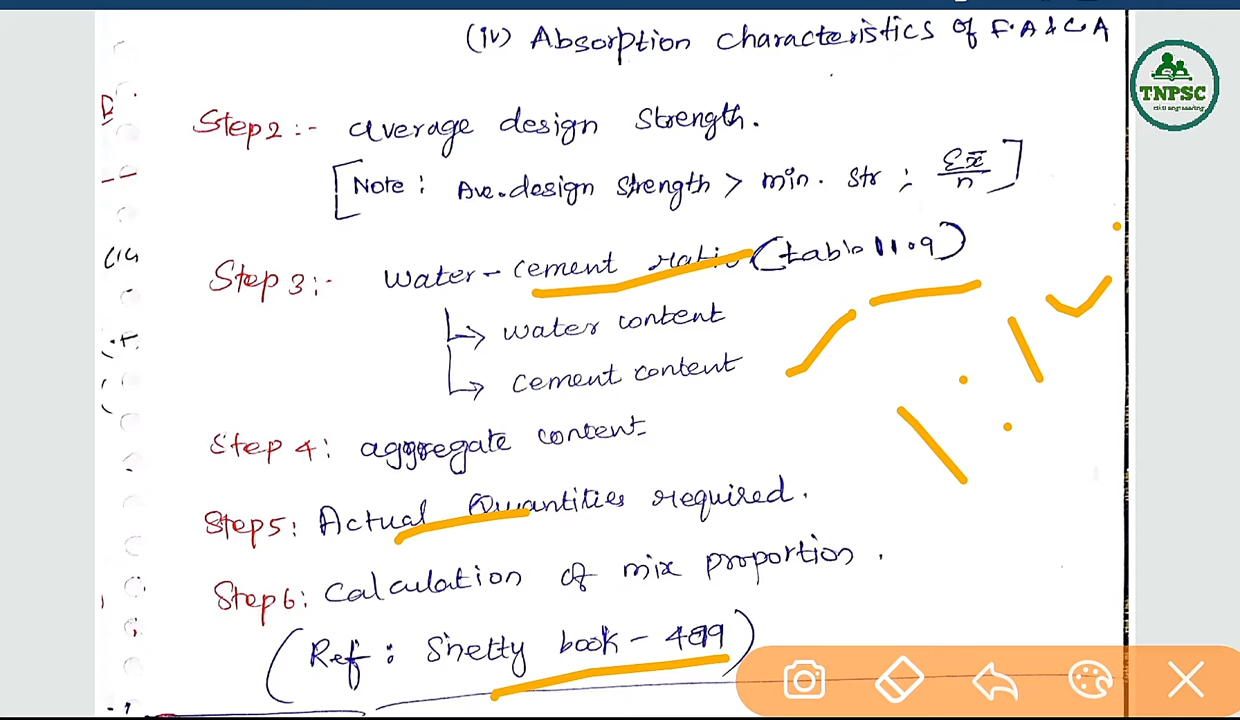 (iv) Absorption characteristics of F.A & C.A
TNPSC
civil engineering
Step 2 :- average design strength.
[Note : Ave. design strength > min. str ; Σx̄/n]
Step 3 :- Water - cement ratio (table 11.9)
↳ water content
↳ cement content
Step 4 : aggregate content
Step 5 : Actual Quantities required.
Step 6 : Calculation of mix proportion.
(Ref : Shetty book -